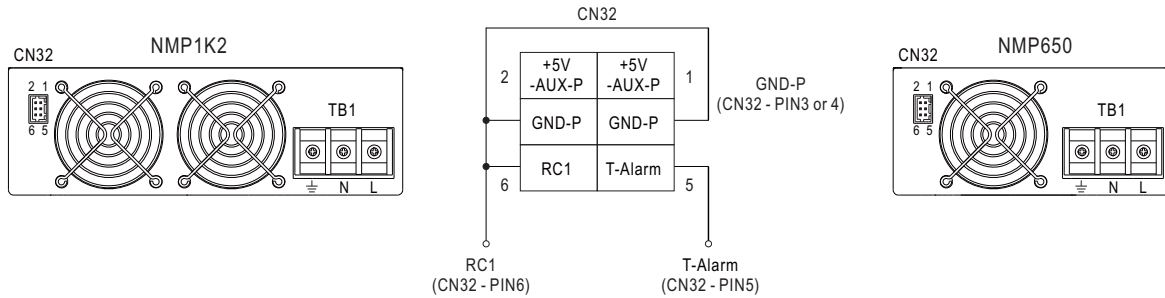 NMP1K2
CN32
2 1
6 5
TB1
N L
CN32
2
+5V
-AUX-P
+5V
-AUX-P
1
GND-P
GND-P
6
RC1
T-Alarm
5
GND-P
(CN32 - PIN3 or 4)
RC1
(CN32 - PIN6)
T-Alarm
(CN32 - PIN5)
NMP650
CN32
2 1
6 5
TB1
N L